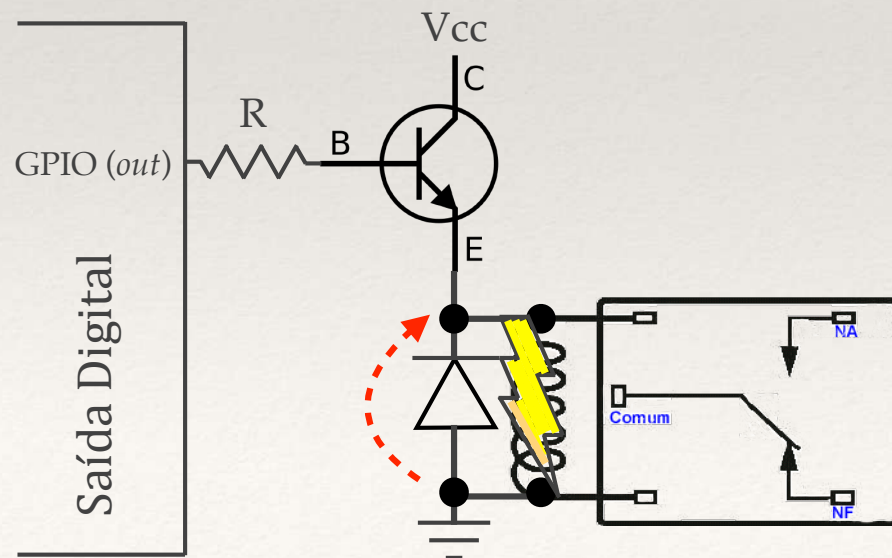 Vcc
C
R
B
GPIO (out)
E
Saída Digital
NA
Comum
NF